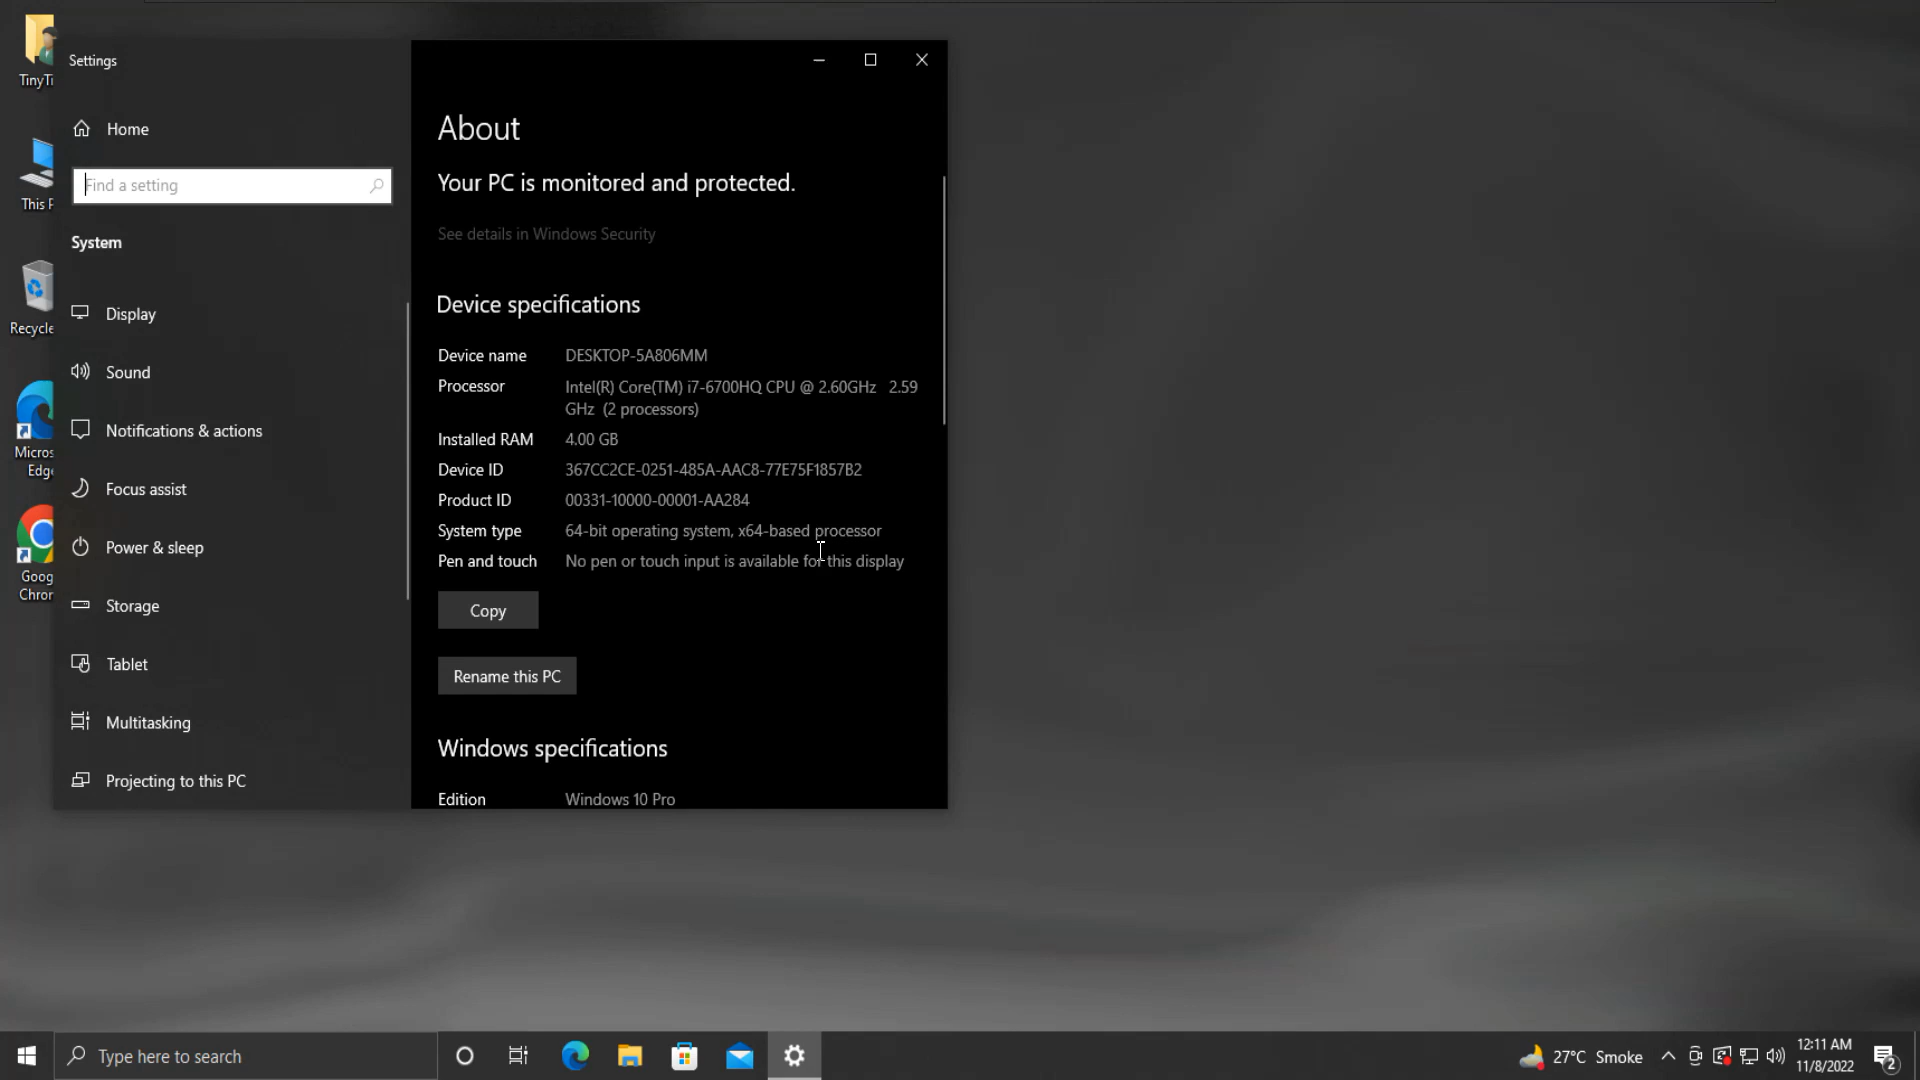 TinyTi
This P
Recycle
Micros
Edg
Goog
Chron
Settings
Home
Find a setting
System
Display
Sound
Notifications & actions
Focus assist
Power & sleep
Storage
Tablet
Multitasking
Projecting to this PC
About
Your PC is monitored and protected.
See details in Windows Security
Device specifications
Device name DESKTOP-5A806MM
Processor Intel(R) Core(TM) i7-6700HQ CPU @ 2.60GHz 2.59
GHz (2 processors)
Installed RAM 4.00 GB
Device ID 367CC2CE-0251-485A-AAC8-77E75F1857B2
Product ID 00331-10000-00001-AA284
System type 64-bit operating system, x64-based processor
Pen and touch No pen or touch input is available for this display
Copy
Rename this PC
Windows specifications
Edition Windows 10 Pro
Type here to search
27°C Smoke
12:11 AM
11/8/2022
2